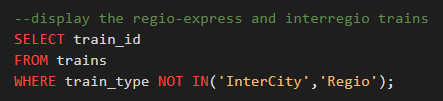 --display the regio-express and interregio trains
SELECT train_id
FROM trains
WHERE train_type NOT IN('InterCity','Regio');